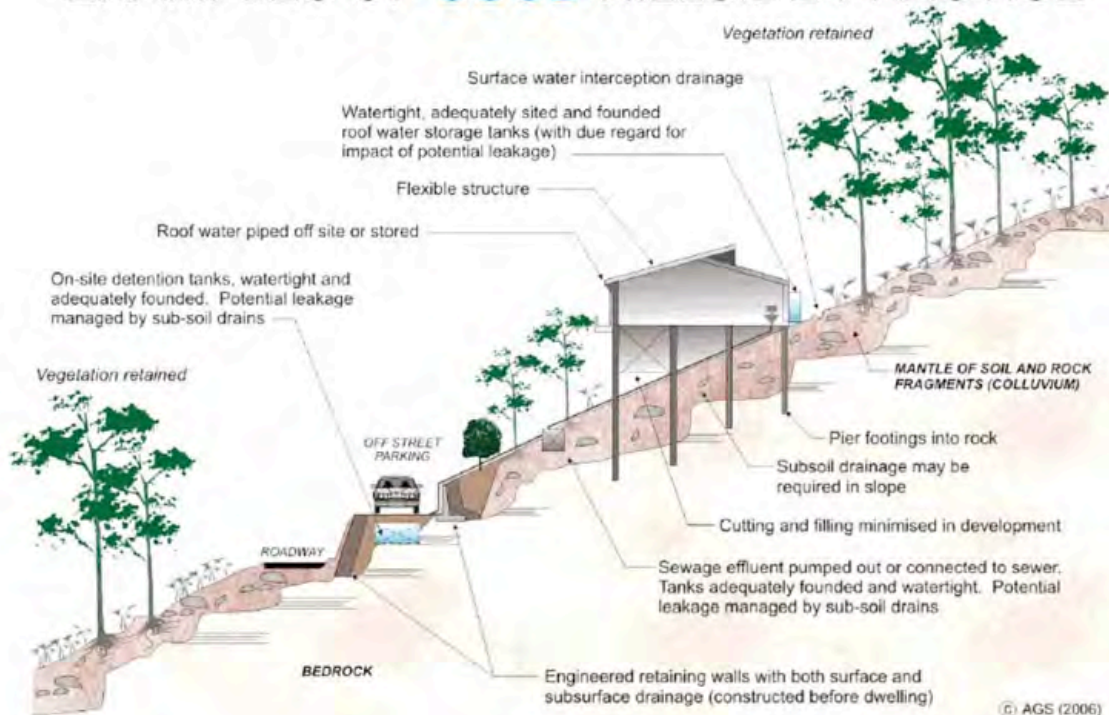 Vegetation retained
Surface water interception drainage
Watertight, adequately sited and founded
roof water storage tanks (with due regard for
impact of potential leakage)
Flexible structure
Roof water piped off site or stored
On-site detention tanks, watertight and
adequately founded. Potential leakage
managed by sub-soil drains
Vegetation retained
OFF STREET
PARKING
ROADWAY
MANTLE OF SOIL AND ROCK
FRAGMENTS (COLLUVIUM)
Pier footings into rock
Subsoil drainage may be
required in slope
Cutting and filling minimised in development
Sewage effluent pumped out or connected to sewer.
Tanks adequately founded and watertight. Potential
leakage managed by sub-soil drains
BEDROCK
Engineered retaining walls with both surface and
subsurface drainage (constructed before dwelling)
© AGS (2006)